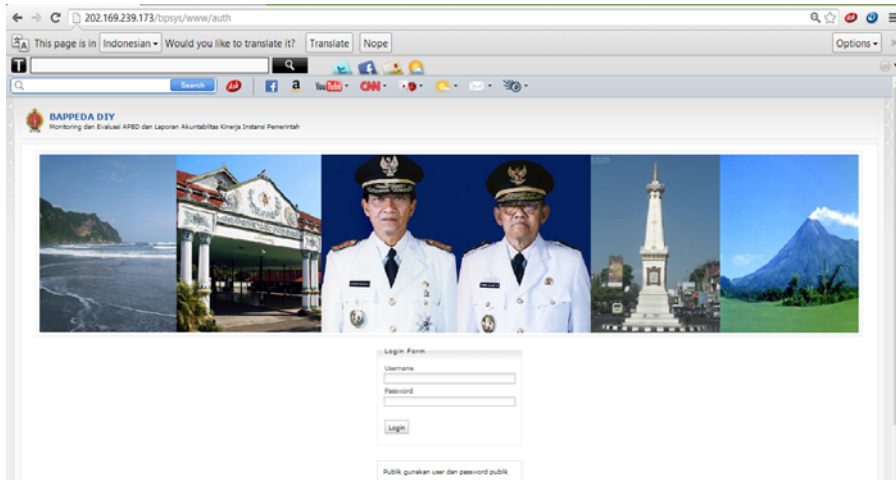 202.169.239.173/bpsys/www/auth
This page is in Indonesian Would you like to translate it? Translate Nope Options
T
Search Ask a YouTube CNN
BAPPEDA DIY
Monitoring dan Evaluasi APBD dan Laporan Akuntabilitas Kinerja Instansi Pemerintah
Login Form
Username
Password
Login
Publik gunakan user dan password publik